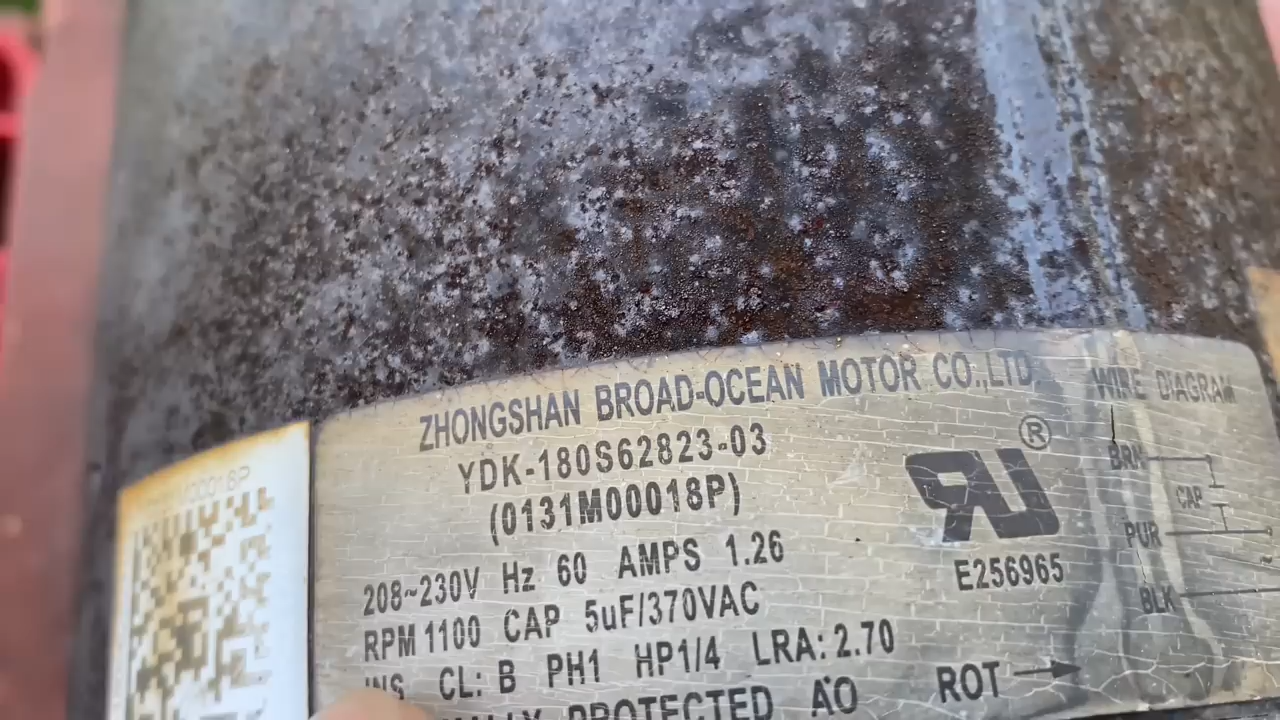 ZHONGSHAN BROAD-OCEAN MOTOR CO.,LTD.
YDK-180S62823-03
(0131M00018P)
208~230V Hz 60 AMPS 1.26
RPM 1100 CAP 5uF/370VAC
INS CL: B PH1 HP1/4 LRA: 2.70
PROTECTED AO
ROT
®
E256965
WIRE DIAGRAM
BRN
CAP
PUR
~
BLK